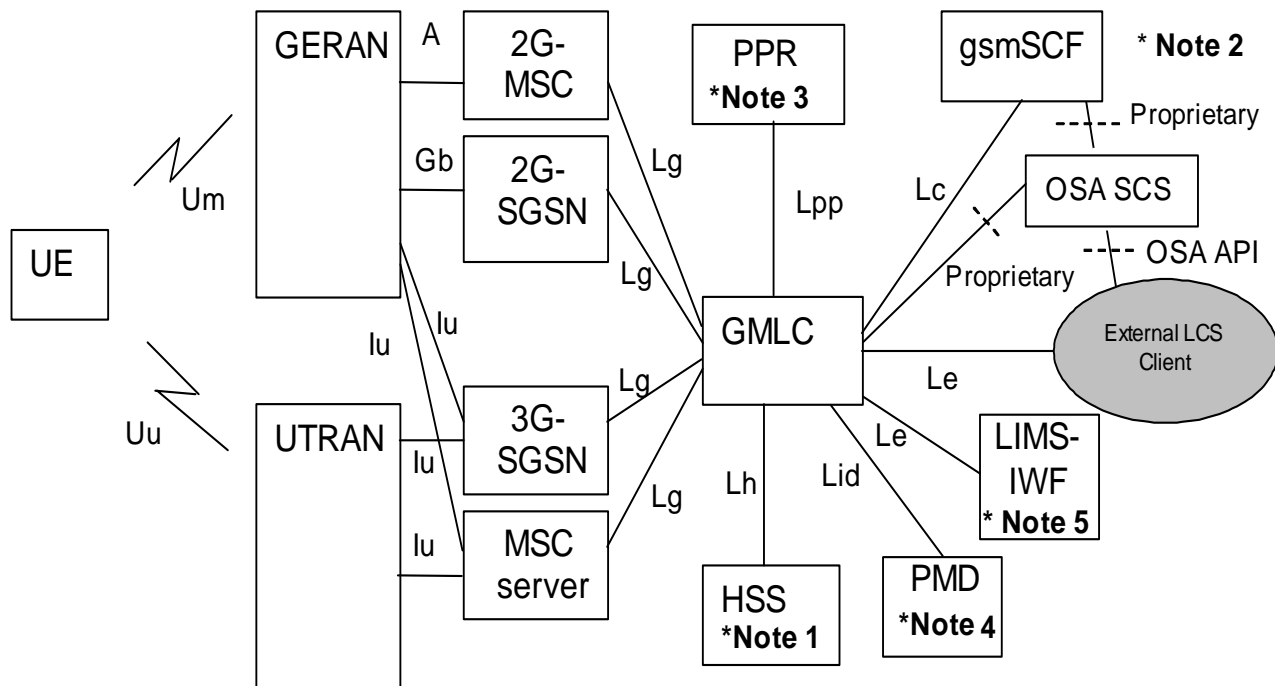 GERAN
A
2G-
MSC
PPR
*Note 3
gsmSCF
* Note 2
Proprietary
Gb
2G-
SGSN
Lg
Lpp
Lc
OSA SCS
Um
UE
Lg
Proprietary
OSA API
Iu
Iu
GMLC
External LCS
Client
Lg
Le
Uu
UTRAN
3G-
SGSN
Iu
Le
LIMS-
IWF
* Note 5
Lg
Lh
Lid
Iu
MSC
server
HSS
*Note 1
PMD
*Note 4